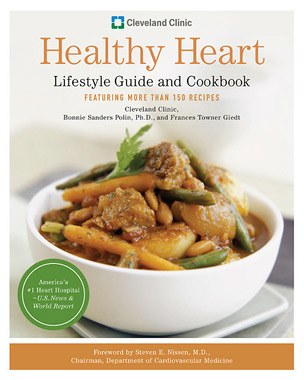 Cleveland Clinic
Healthy Heart
Lifestyle Guide and Cookbook
FEATURING MORE THAN 150 RECIPES
Cleveland Clinic,
Bonnie Sanders Polin, Ph.D., and Frances Towner Giedt
America's
#1 Heart Hospital
–U.S. News &
World Report
Foreword by Steven E. Nissen, M.D.,
Chairman, Department of Cardiovascular Medicine